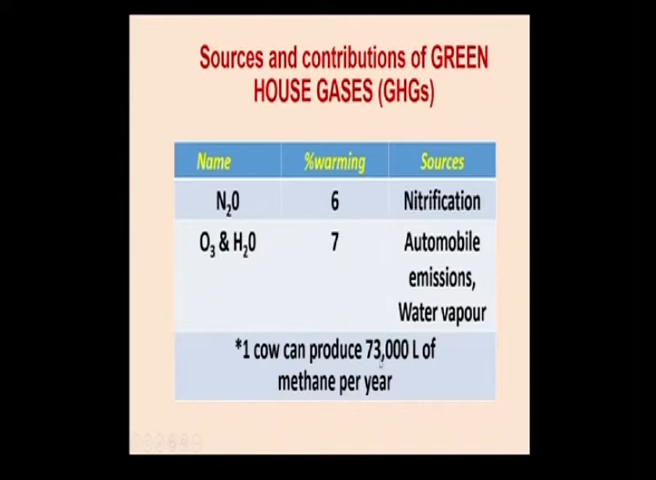 Sources and contributions of GREEN
HOUSE GASES (GHGs)
Name %warming Sources
N₂0 6 Nitrification
O₃ & H₂0 7 Automobile
emissions,
Water vapour
*1 cow can produce 73,000 L of
methane per year